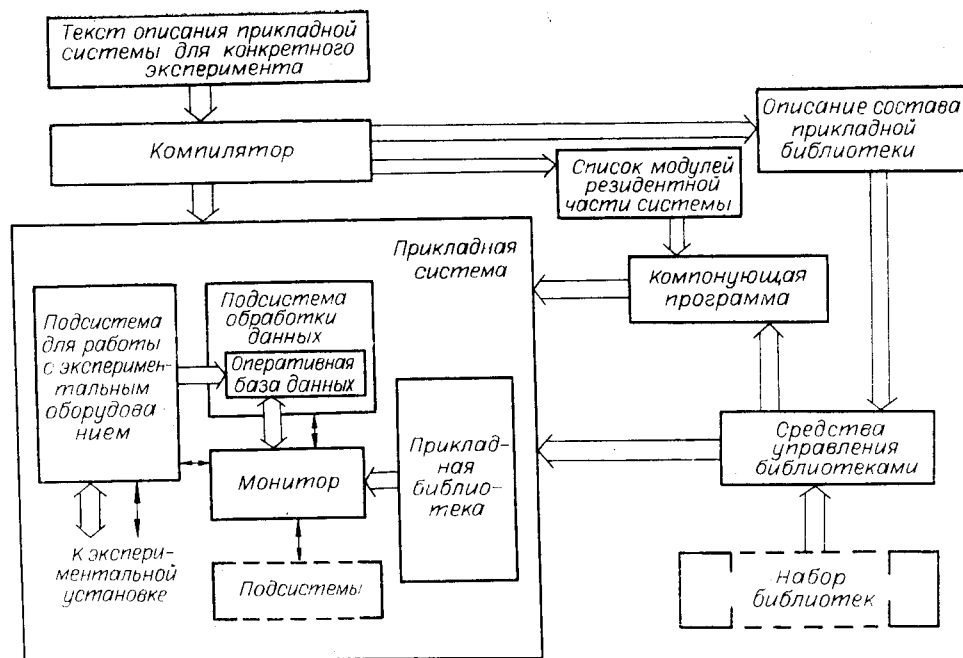 Текст описания прикладной
системы для конкретного
эксперимента
Компилятор
Описание состава
прикладной
библиотеки
Список модулей
резидентной
части системы
Прикладная
система
Компонующая
программа
Подсистема
для работы
с эксперимен-
тальным
оборудова
нием
Подсистема
обработки
данных
Оперативная
база данных
Монитор
Приклад-
ная
библио-
тека
Средства
управления
библиотеками
к экспери-
ментальной
установке
Подсистемы
Набор
библиотек